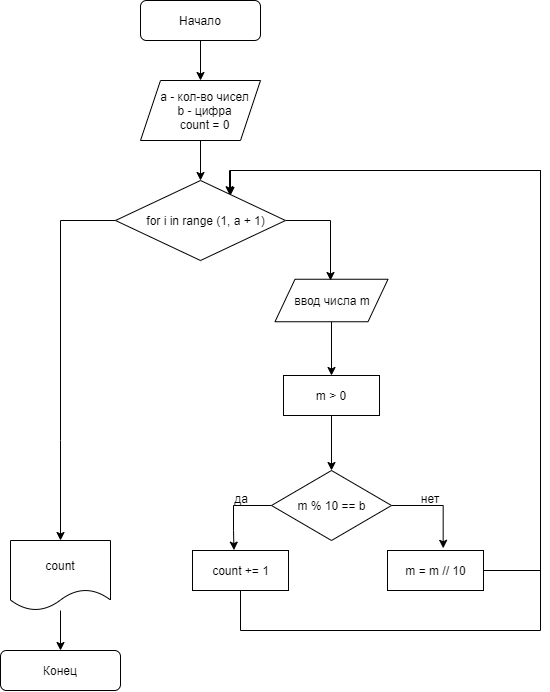 Начало
a - кол-во чисел
b - цифра
count = 0
for i in range (1, a + 1)
ввод числа m
m > 0
m % 10 == b
да
нет
count += 1
m = m // 10
count
Конец